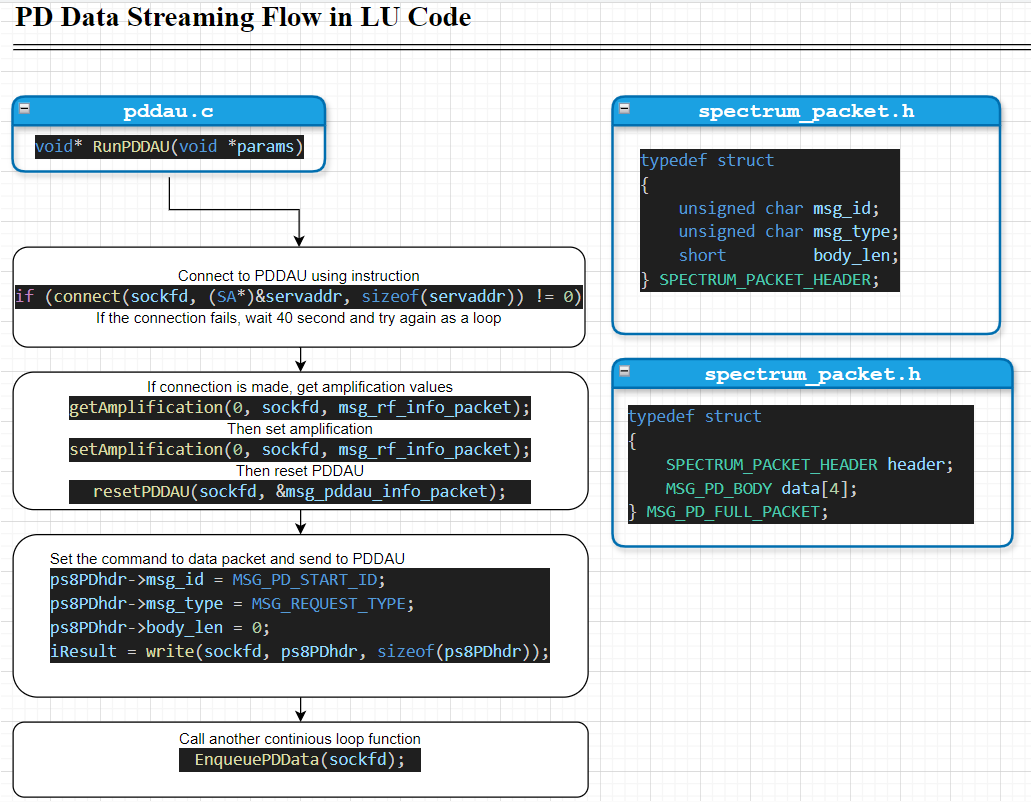 PD Data Streaming Flow in LU Code
pddau.c
void* RunPDDAU(void *params)
Connect to PDDAU using instruction
if (connect(sockfd, (SA*)&servaddr, sizeof(servaddr)) != 0)
If the connection fails, wait 40 second and try again as a loop
If connection is made, get amplification values
getAmplification(0, sockfd, msg_rf_info_packet);
Then set amplification
setAmplification(0, sockfd, msg_rf_info_packet);
Then reset PDDAU
resetPDDAU(sockfd, &msg_pddau_info_packet);
Set the command to data packet and send to PDDAU
ps8PDhdr->msg_id = MSG_PD_START_ID;
ps8PDhdr->msg_type = MSG_REQUEST_TYPE;
ps8PDhdr->body_len = 0;
iResult = write(sockfd, ps8PDhdr, sizeof(ps8PDhdr));
Call another continious loop function
EnqueuePDData(sockfd);
spectrum_packet.h
typedef struct
{
unsigned char msg_id;
unsigned char msg_type;
short body_len;
} SPECTRUM_PACKET_HEADER;
spectrum_packet.h
typedef struct
{
SPECTRUM_PACKET_HEADER header;
MSG_PD_BODY data[4];
} MSG_PD_FULL_PACKET;